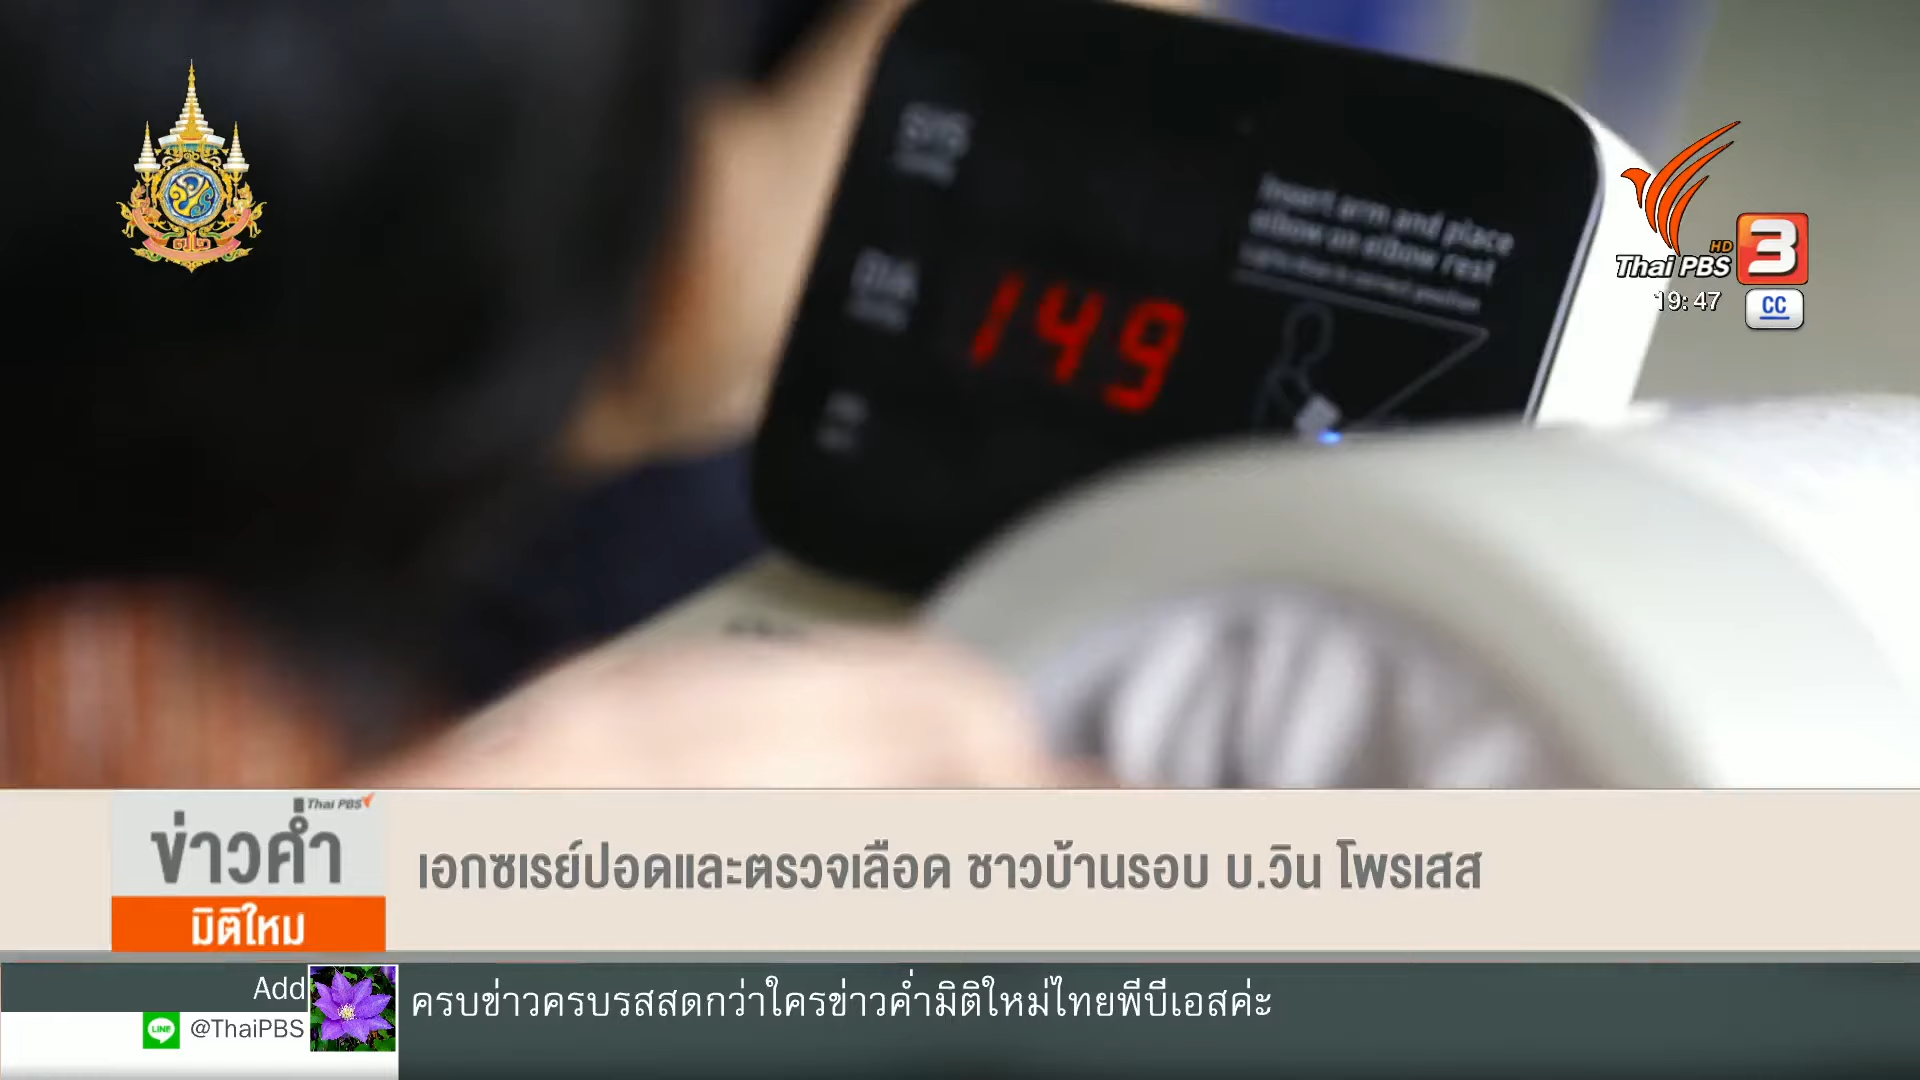 SYS
DIA
149
Insert arm and place
elbow on elbow rest
HD
Thai PBS
3
19:47
CC
๗๒
Thai PBS
ข่าวค่ำ
มิติใหม่
เอกซเรย์ปอดและตรวจเลือด ชาวบ้านรอบ บ.วิน โพรเสส
Add
LINE @ThaiPBS
ครบข่าวครบรสสดกว่าใครข่าวค่ำมิติใหม่ไทยพีบีเอสค่ะ